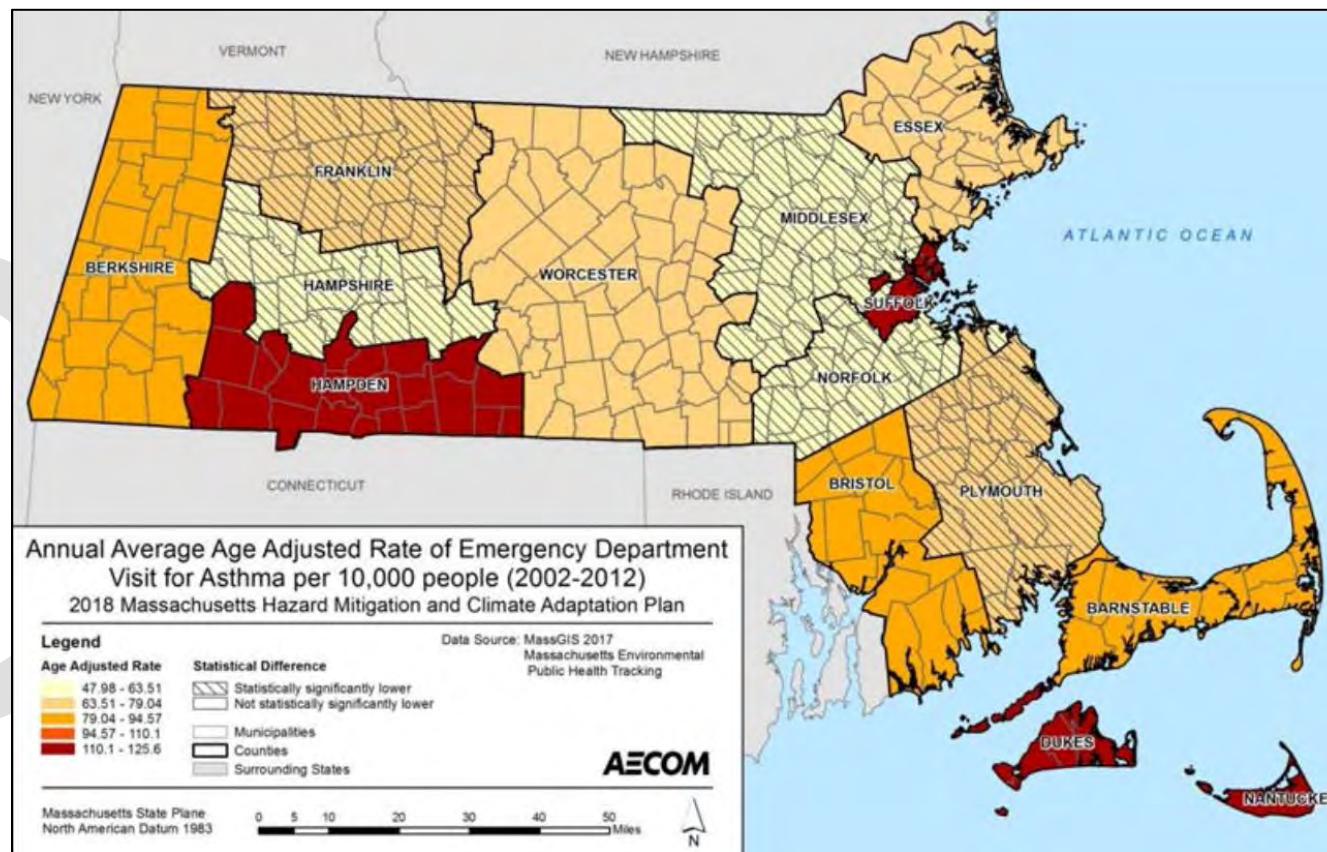 VERMONT
NEW HAMPSHIRE
NEW YORK
ESSEX
FRANKLIN
MIDDLESEX
ATLANTIC OCEAN
BERKSHIRE
HAMPSHIRE
WORCESTER
SUFFOLK
HAMPDEN
NORFOLK
CONNECTICUT
RHODE ISLAND
BRISTOL
PLYMOUTH
BARNSTABLE
DUKES
NANTUCKE
Annual Average Age Adjusted Rate of Emergency Department
Visit for Asthma per 10,000 people (2002-2012)
2018 Massachusetts Hazard Mitigation and Climate Adaptation Plan
Legend
Age Adjusted Rate
47.98 - 63.51
63.51 - 79.04
79.04 - 94.57
94.57 - 110.1
110.1 - 125.6
Statistical Difference
Statistically significantly lower
Not statistically significantly lower
Municipalities
Counties
Surrounding States
Data Source: MassGIS 2017
Massachusetts Environmental
Public Health Tracking
AECOM
Massachusetts State Plane
North American Datum 1983
0 5 10 20 30 40 50
Miles
N